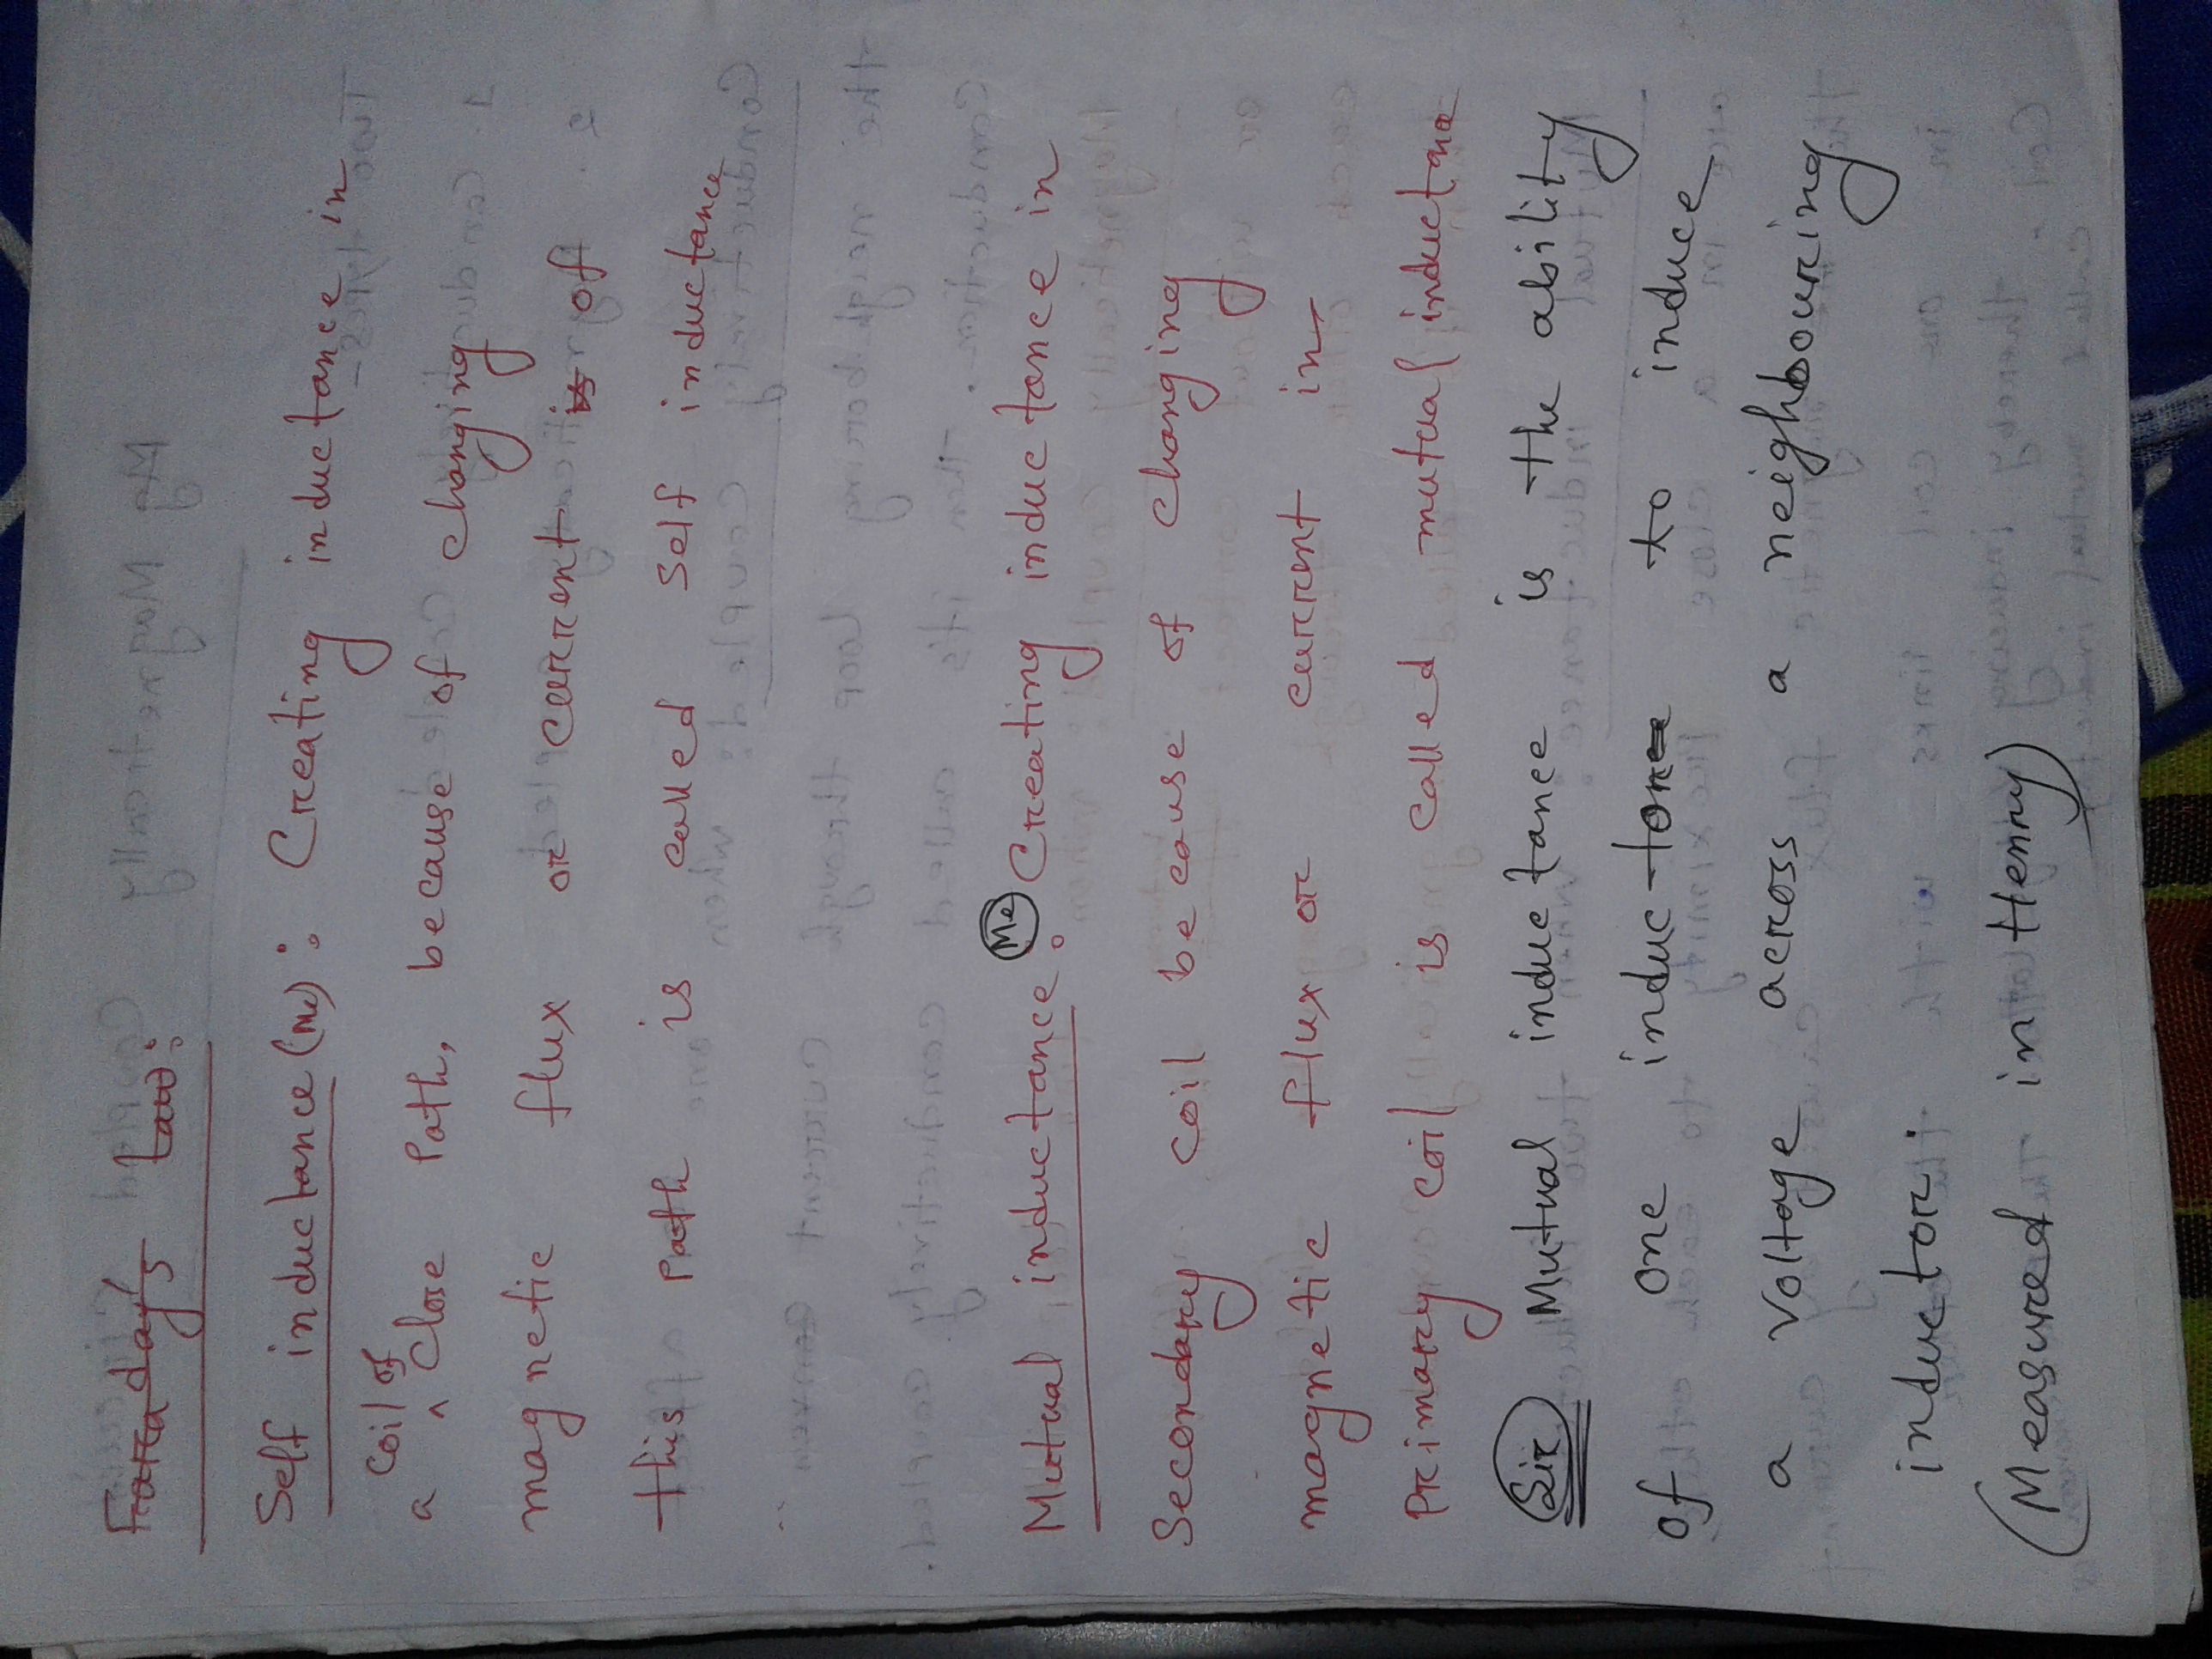 Faraday's Law:
Self inductance (me): Creating inductance in
a coil of close Path, because of changing
magnetic flux or current is of
this Path is called Self inductance
Mutual inductance: Me Creating inductance in
Secondary coil because of changing
magnetic flux or current in
Primary coil is called mutual inductance
Sir Mutual inductance is the ability
of one inductor to induce
a voltage across a neighbouring
inductor.
(Measured in Henry)